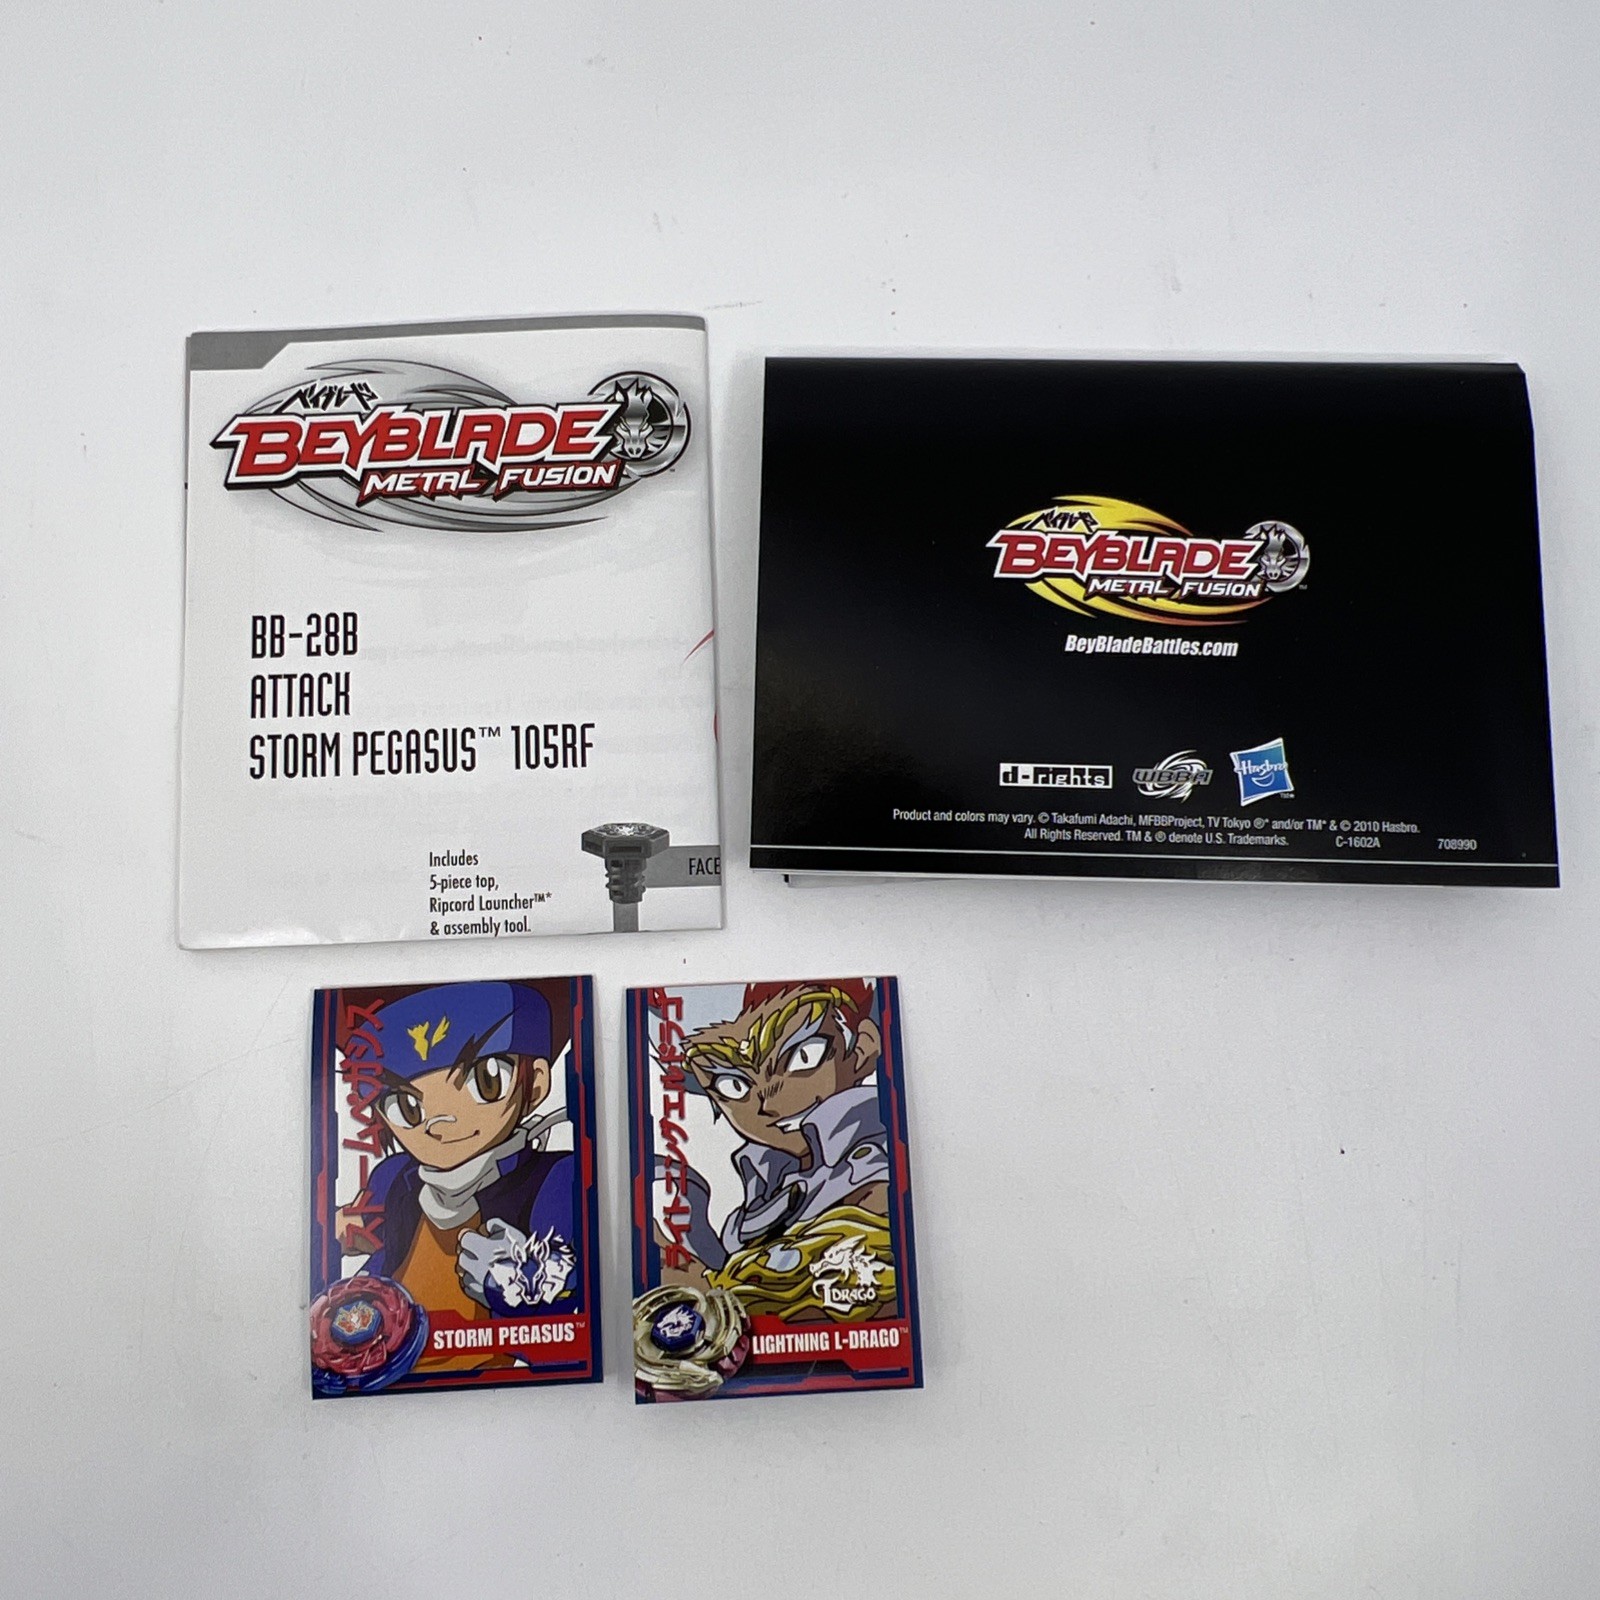 ベイブレード
BEYBLADE
METAL FUSION
BB-28B
ATTACK
STORM PEGASUS™ 105RF
Includes
5-piece top,
Ripcord Launcher™*
& assembly tool.
FACE
ベイブレード
BEYBLADE
METAL FUSION
BeyBladeBattles.com
d-rights
WBBA
Hasbro
Product and colors may vary. © Takafumi Adachi, MFBBProject, TV Tokyo ®* and/or TM* & © 2010 Hasbro.
All Rights Reserved. TM & ® denote U.S. Trademarks. C-1602A 708990
ストームペガシス
STORM PEGASUS™
ライトニングエルドラゴ
LDRAGO
LIGHTNING L-DRAGO™